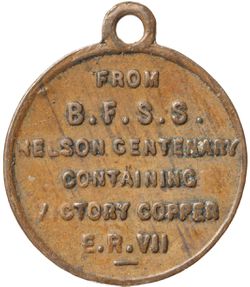 FROM
B.F.S.S.
NELSON CENTENARY
CONTAINING
VICTORY COPPER
E.R.VII